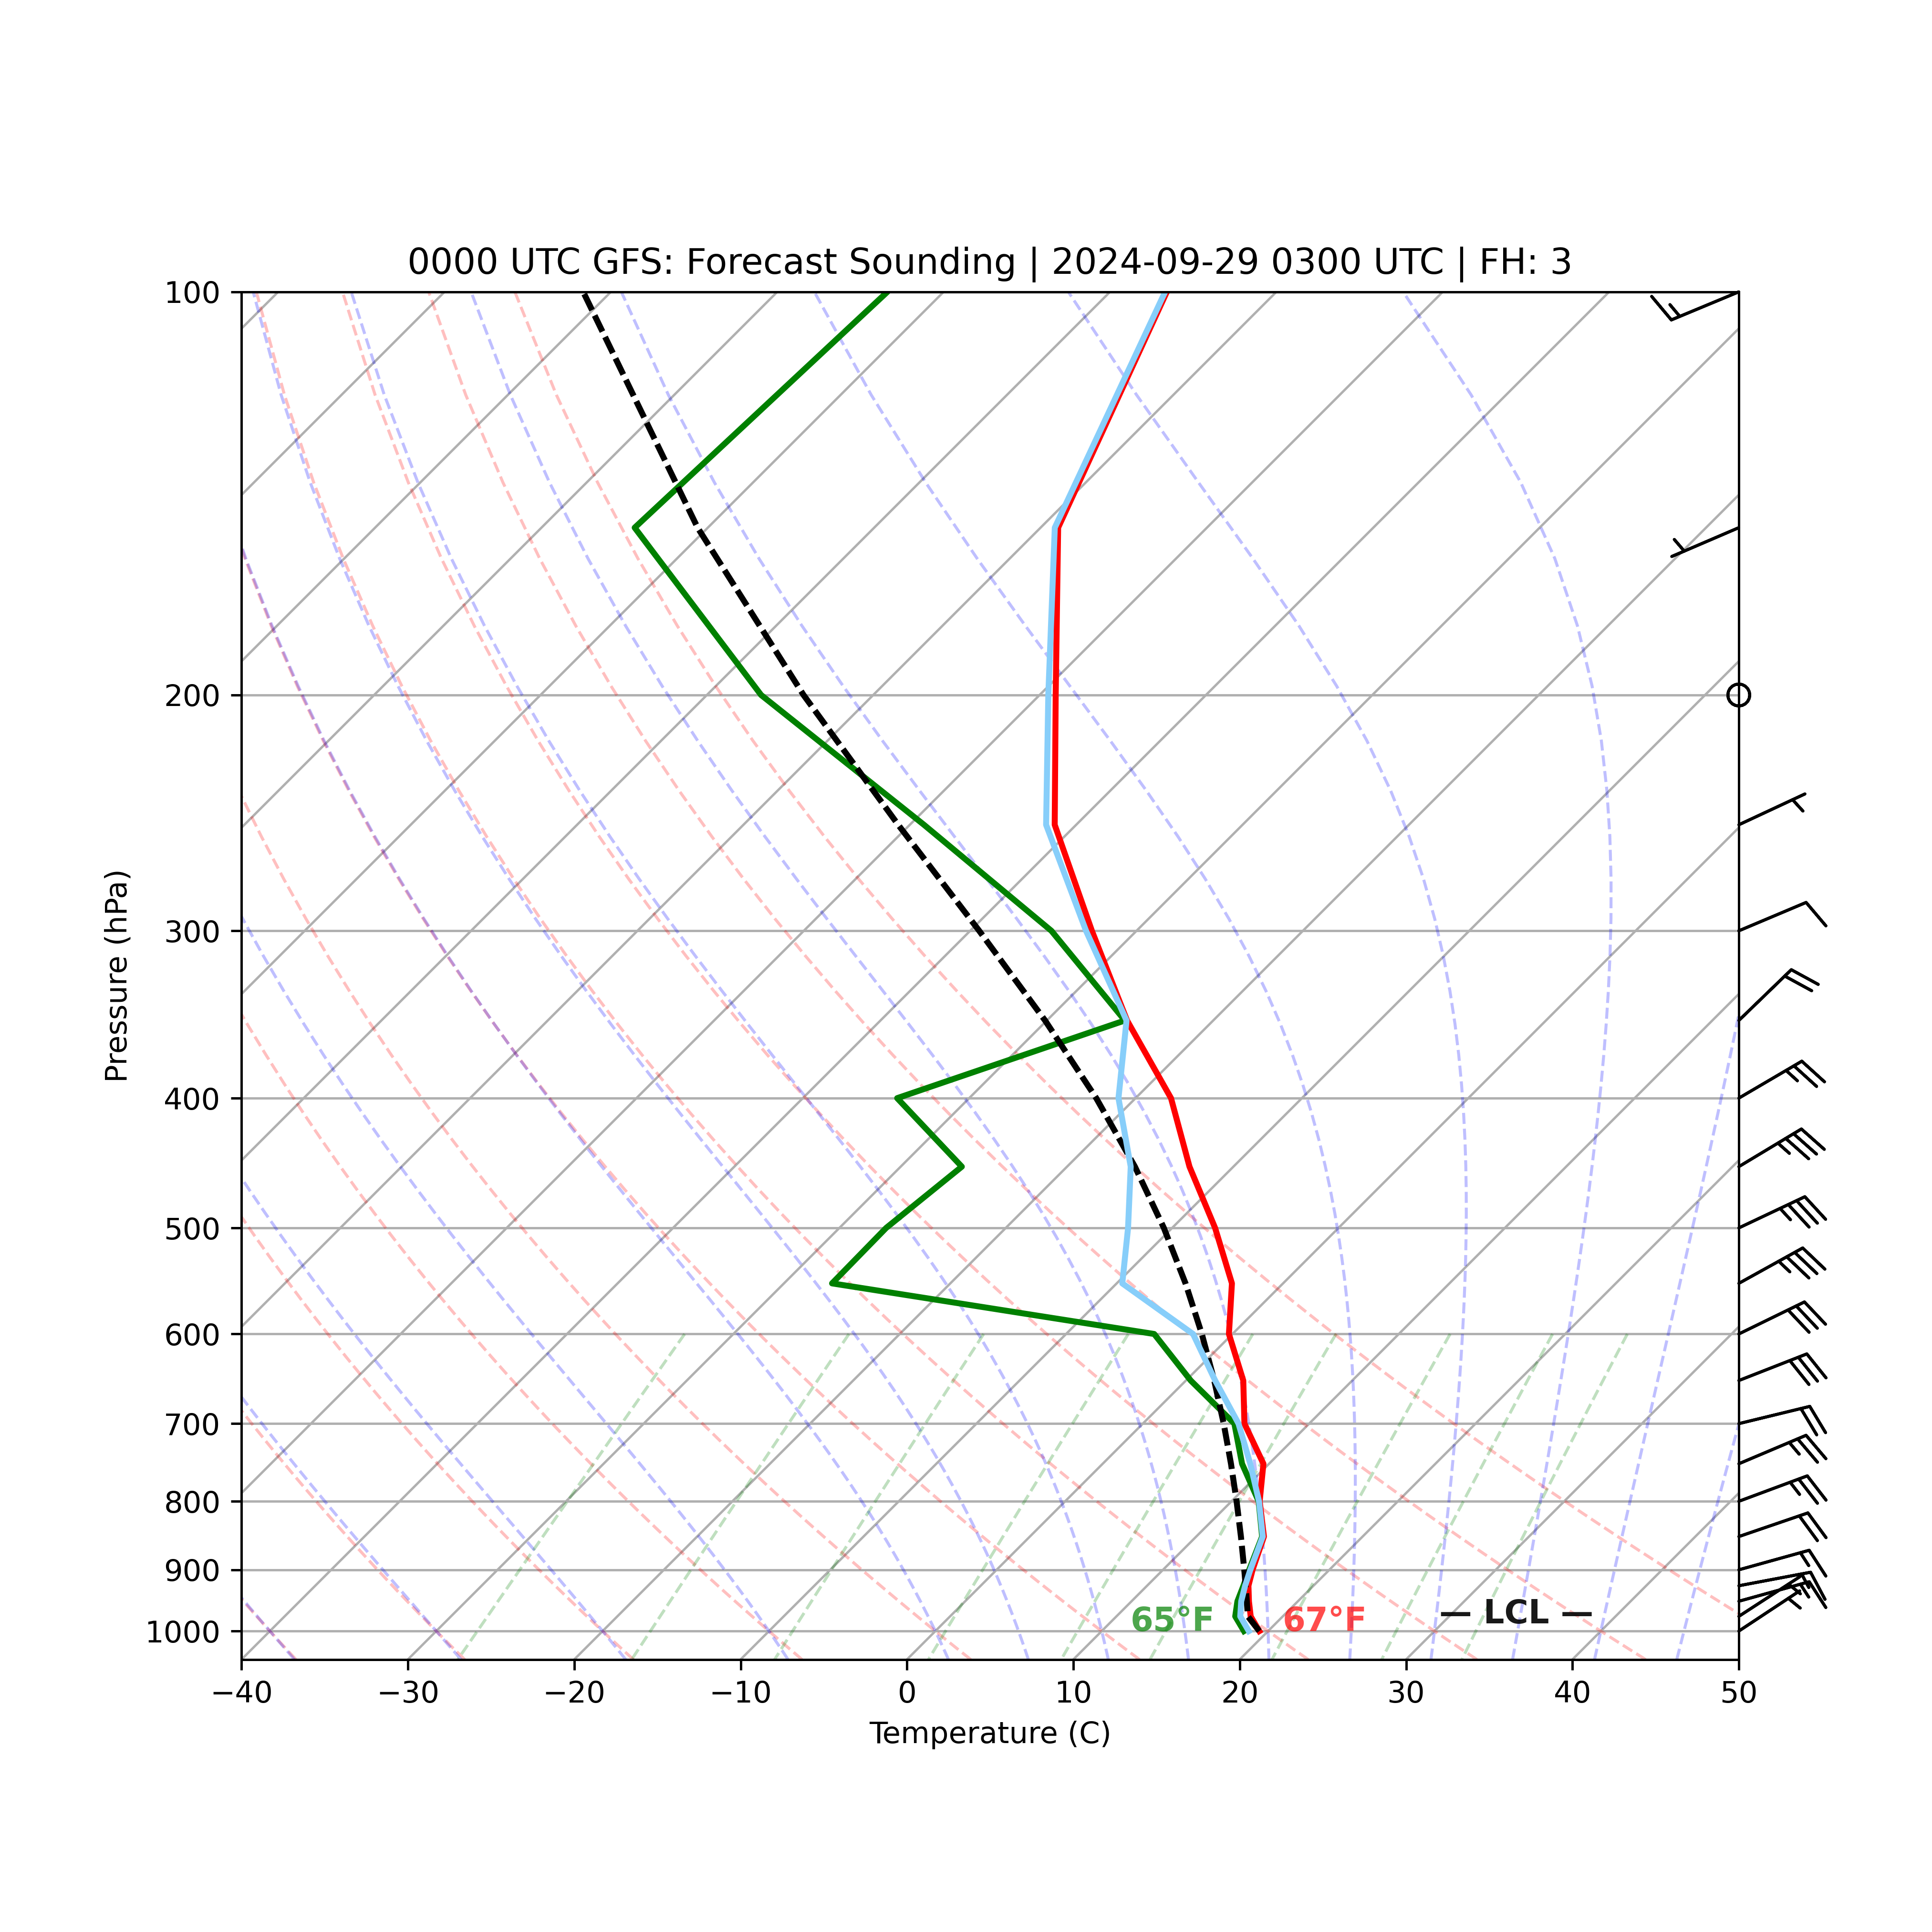 0000 UTC GFS: Forecast Sounding | 2024-09-29 0300 UTC | FH: 3
100
200
300
400
500
600
700
800
900
1000
Pressure (hPa)
65°F
67°F
— LCL —
−40 −30 −20 −10 0 10 20 30 40 50
Temperature (C)